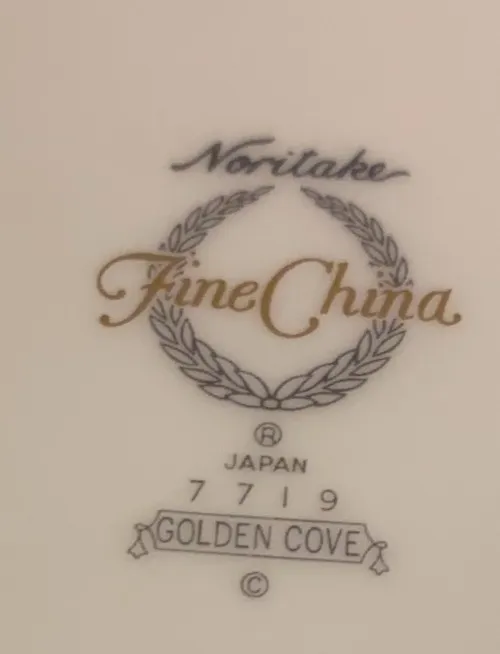 Noritake
Fine China
®
JAPAN
7719
GOLDEN COVE
©